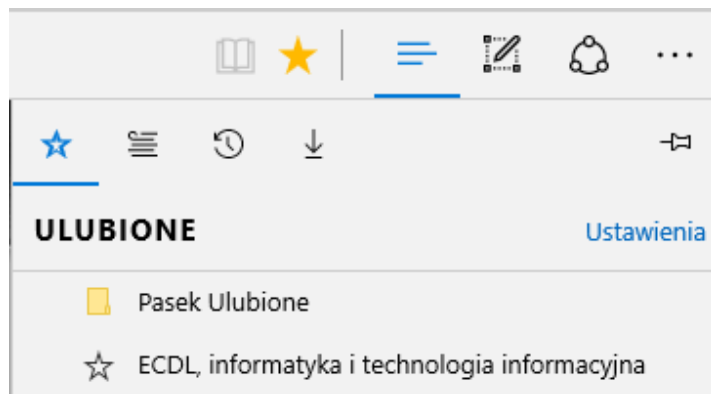 ULUBIONE
Ustawienia
Pasek Ulubione
ECDL, informatyka i technologia informacyjna